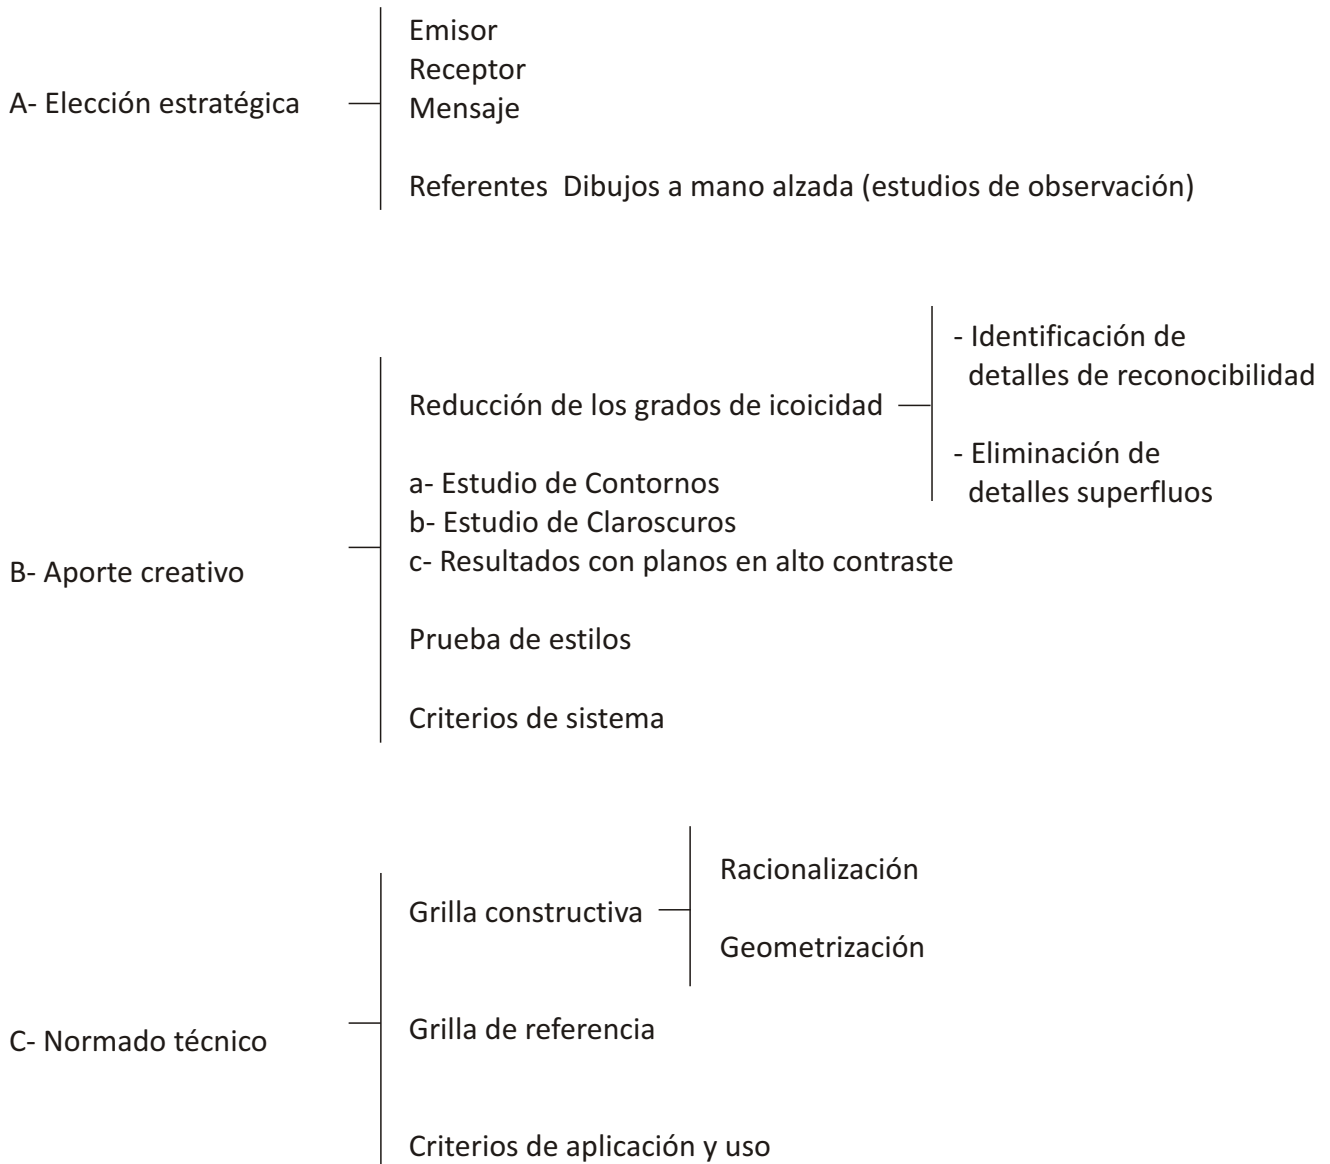 A- Elección estratégica
Emisor
Receptor
Mensaje
Referentes  Dibujos a mano alzada (estudios de observación)
B- Aporte creativo
Reducción de los grados de icoicidad
- Identificación de
detalles de reconocibilidad
- Eliminación de
detalles superfluos
a- Estudio de Contornos
b- Estudio de Claroscuros
c- Resultados con planos en alto contraste
Prueba de estilos
Criterios de sistema
C- Normado técnico
Grilla constructiva
Racionalización
Geometrización
Grilla de referencia
Criterios de aplicación y uso